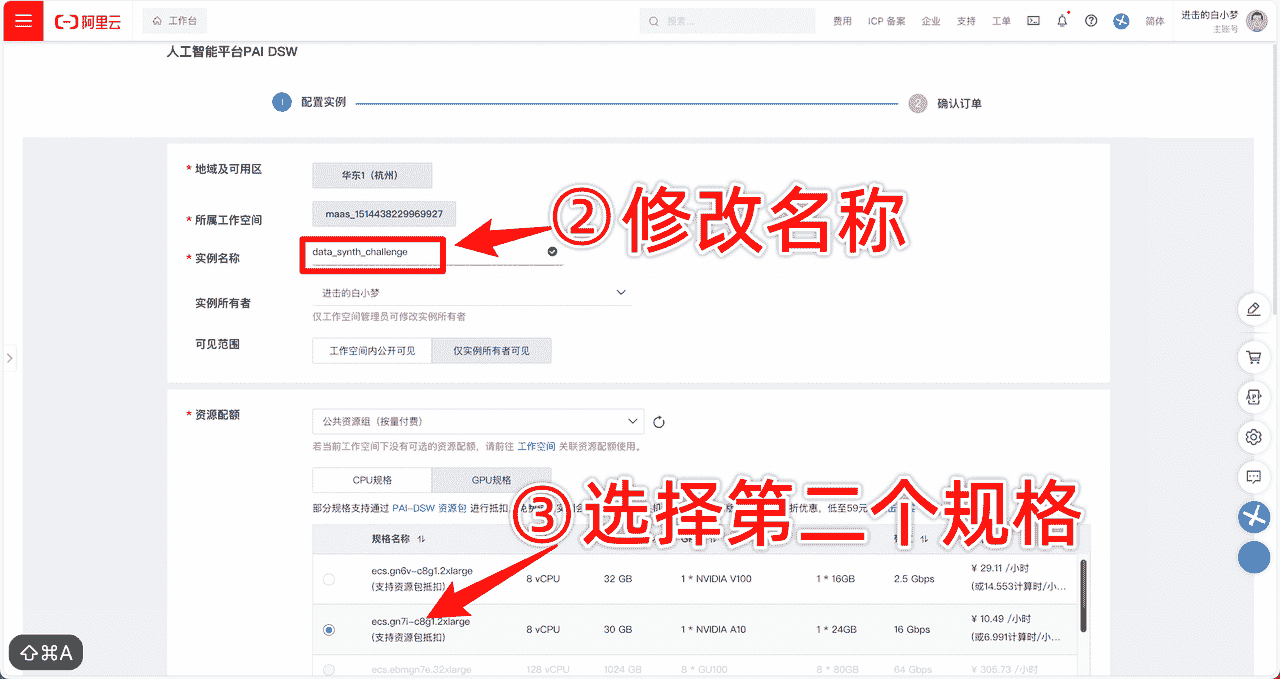 阿里云
工作台
搜索...
费用
ICP 备案
企业
支持
工单
简体
进击的白小梦
主账号
人工智能平台PAI DSW
1
配置实例
2
确认订单
* 地域及可用区
华东1（杭州）
* 所属工作空间
maas_1514438229969927
②修改名称
* 实例名称
data_synth_challenge
实例所有者
进击的白小梦
仅工作空间管理员可修改实例所有者
可见范围
工作空间内公开可见
仅实例所有者可见
* 资源配额
公共资源组（按量付费）
若当前工作空间下没有可选的资源配额，请前往 工作空间 关联资源配额使用。
CPU规格
GPU规格
③选择第二个规格
部分规格支持通过 PAI-DSW 资源包 进行抵扣
折优惠，低至59元
规格名称
ecs.gn6v-c8g1.2xlarge
(支持资源包抵扣)
8 vCPU
32 GB
1 * NVIDIA V100
1 * 16GB
2.5 Gbps
¥ 29.11 /小时
(或14.553计算时/小...
ecs.gn7i-c8g1.2xlarge
(支持资源包抵扣)
8 vCPU
30 GB
1 * NVIDIA A10
1 * 24GB
16 Gbps
¥ 10.49 /小时
(或6.991计算时/小...
ecs.ebmgn7e.32xlarge
128 vCPU
1024 GB
8 * GU100
8 * 80GB
64 Gbps
¥ 305.73 /小时
API
⇧⌘A